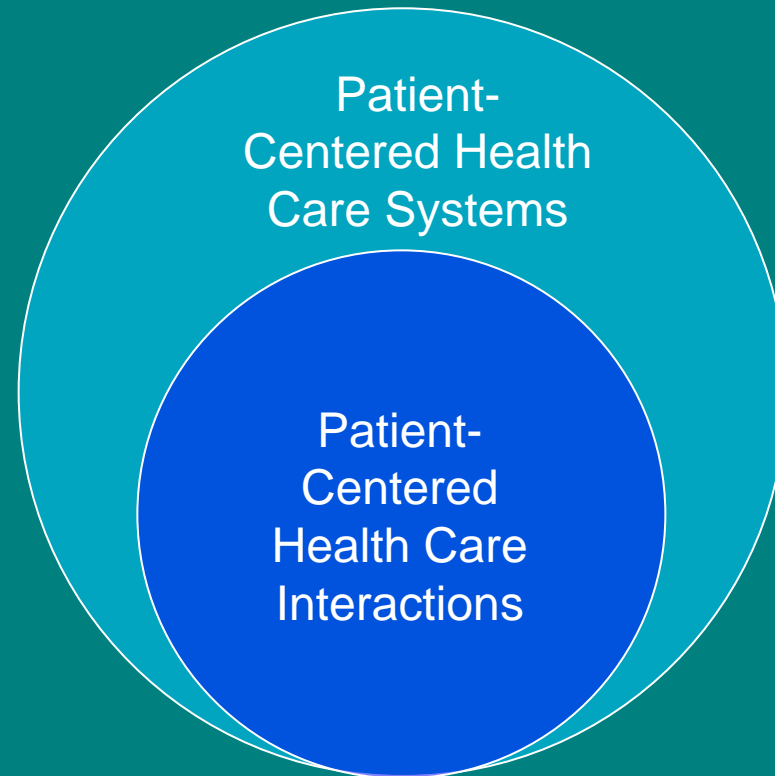 Patient-
Centered Health
Care Systems
Patient-
Centered
Health Care
Interactions